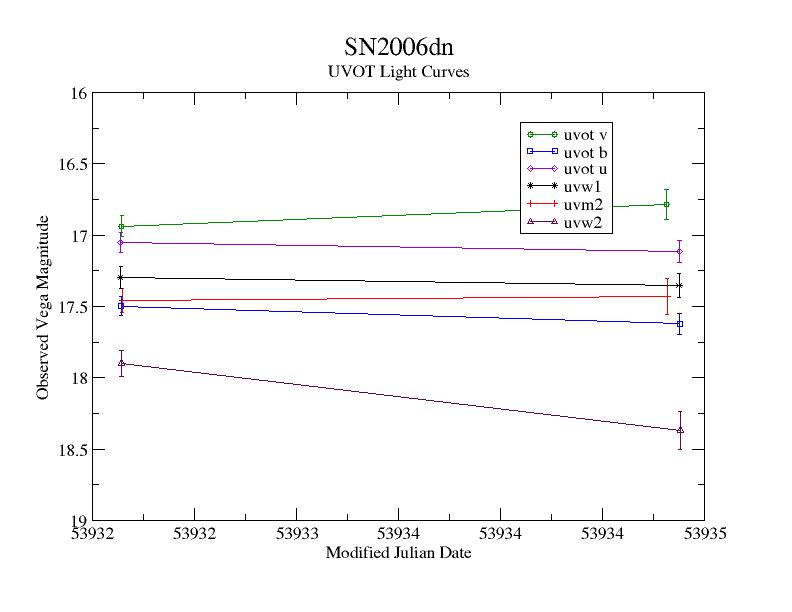 SN2006dn
UVOT Light Curves
16
16.5
17
17.5
18
18.5
19
Observed Vega Magnitude
uvot v
uvot b
uvot u
uvw1
uvm2
uvw2
53932 53932 53933 53934 53934 53934 53935
Modified Julian Date